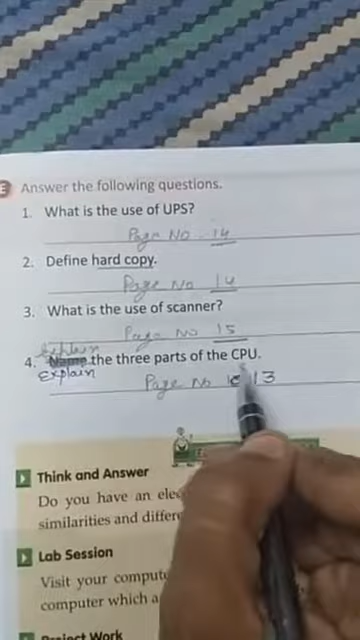 E Answer the following questions.
1. What is the use of UPS?
Page No 14
2. Define hard copy.
Page No 14
3. What is the use of scanner?
Page No 15
explain
4. Name the three parts of the CPU.
explain
Page No 13
Think and Answer
Do you have an elec
similarities and differe
Lab Session
Visit your compute
computer which a
Project Work